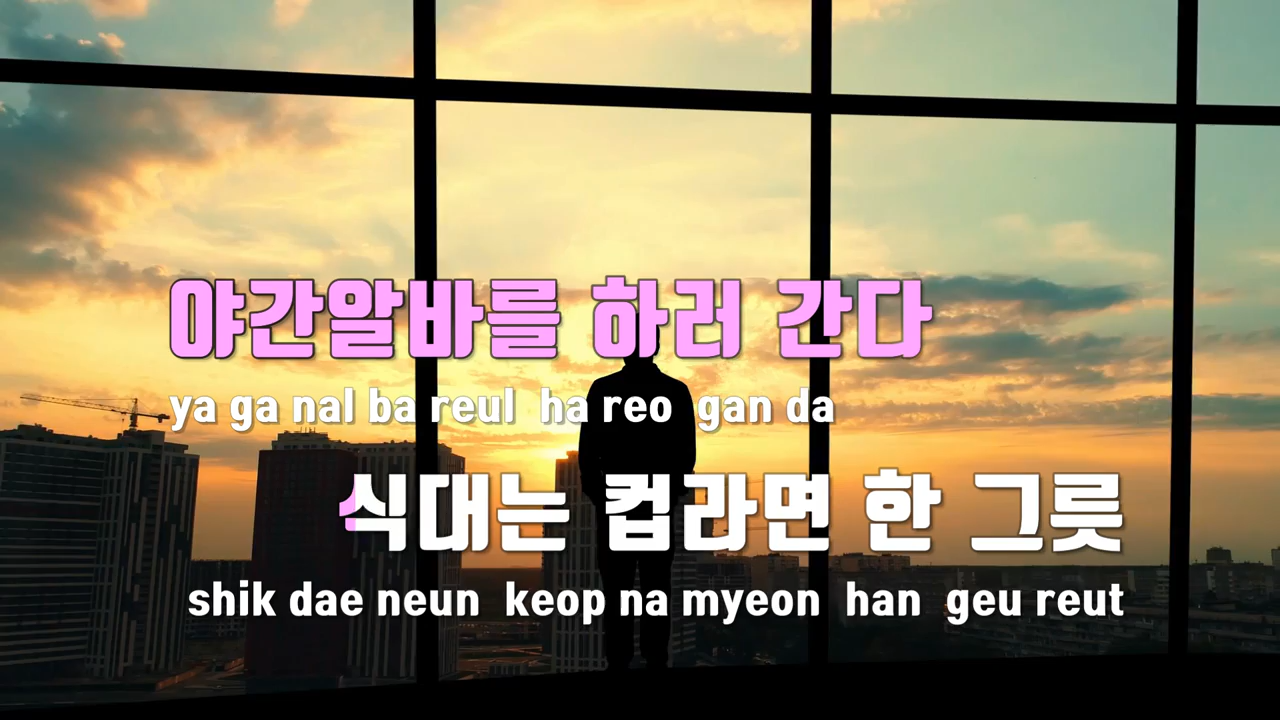 야간알바를 하러 간다
ya ga nal ba reul ha reo gan da
식대는 컵라면 한 그릇
shik dae neun keop na myeon han geu reut